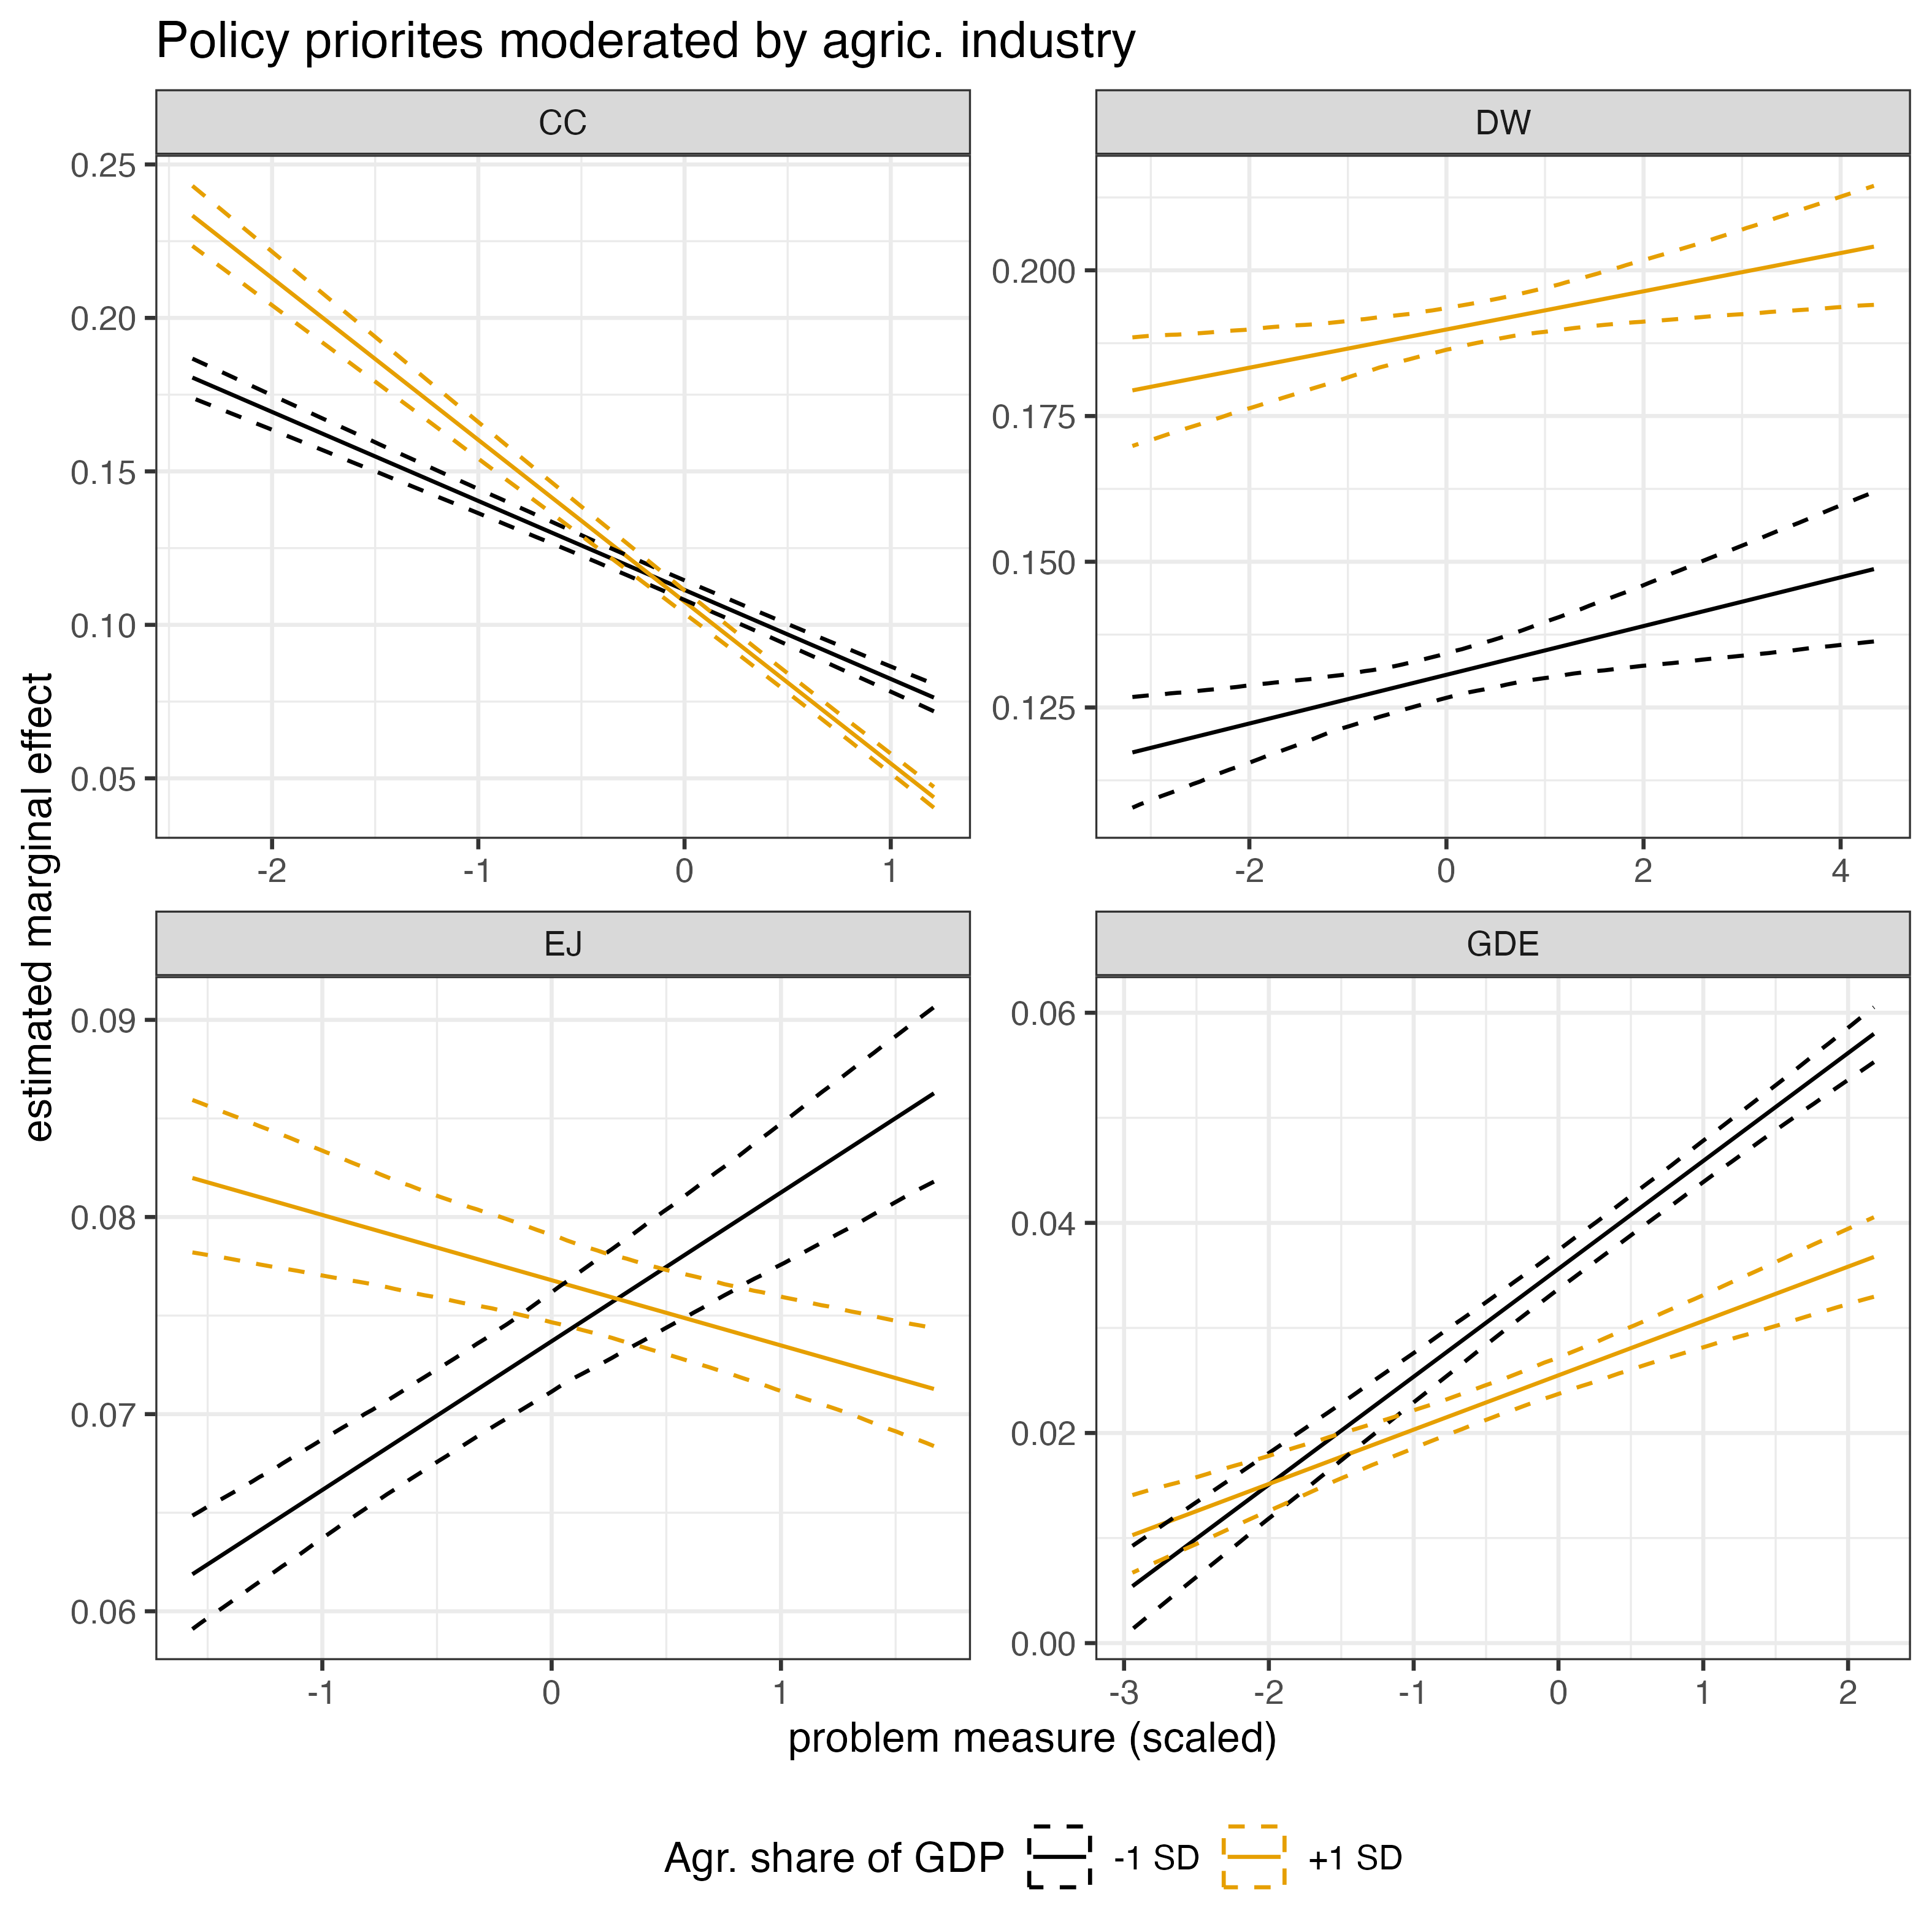 Policy priorites moderated by agric. industry
CC
DW
0.25
0.20
0.15
0.10
0.05
0.200
0.175
0.150
0.125
-2 -1 0 1
-2 0 2 4
estimated marginal effect
EJ
GDE
0.09
0.08
0.07
0.06
0.06
0.04
0.02
0.00
-1 0 1
-3 -2 -1 0 1 2
problem measure (scaled)
Agr. share of GDP -1 SD +1 SD